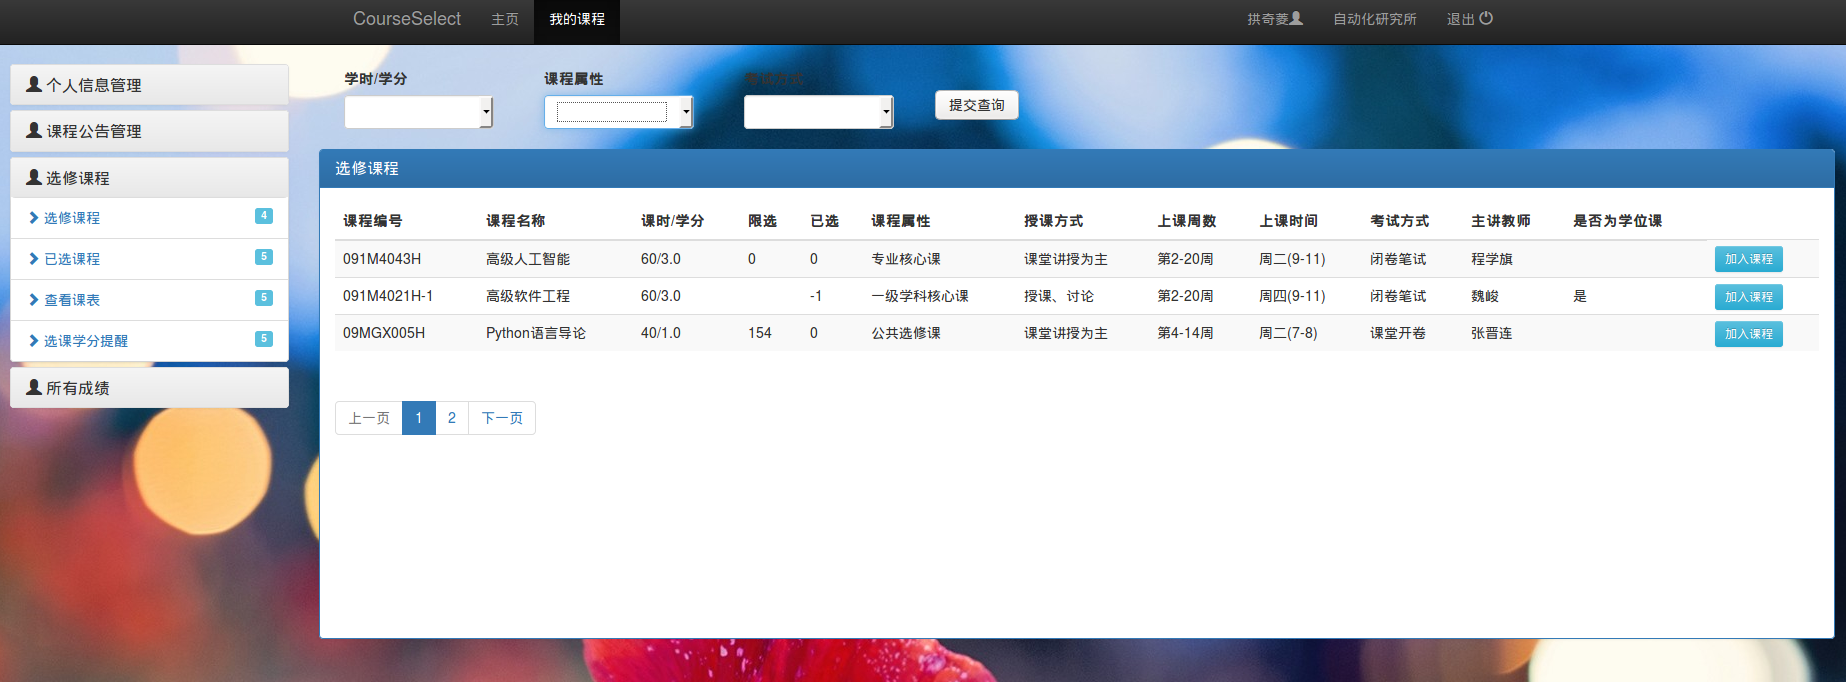 CourseSelect 主页 我的课程 拱奇菱 自动化研究所 退出
个人信息管理
课程公告管理
选修课程
选修课程 4
已选课程 5
查看课表 5
选课学分提醒 5
所有成绩
学时/学分 课程属性 考试方式
提交查询
选修课程
课程编号 课程名称 课时/学分 限选 已选 课程属性 授课方式 上课周数 上课时间 考试方式 主讲教师 是否为学位课
091M4043H 高级人工智能 60/3.0 0 0 专业核心课 课堂讲授为主 第2-20周 周二(9-11) 闭卷笔试 程学旗 加入课程
091M4021H-1 高级软件工程 60/3.0 -1 一级学科核心课 授课、讨论 第2-20周 周四(9-11) 闭卷笔试 魏峻 是 加入课程
09MGX005H Python语言导论 40/1.0 154 0 公共选修课 课堂讲授为主 第4-14周 周二(7-8) 课堂开卷 张晋连 加入课程
上一页 1 2 下一页